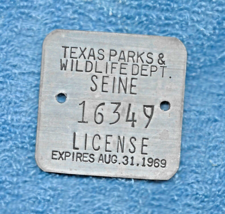 TEXAS PARKS &
WILDLIFE DEPT.
SEINE
16349
LICENSE
EXPIRES AUG. 31. 1969